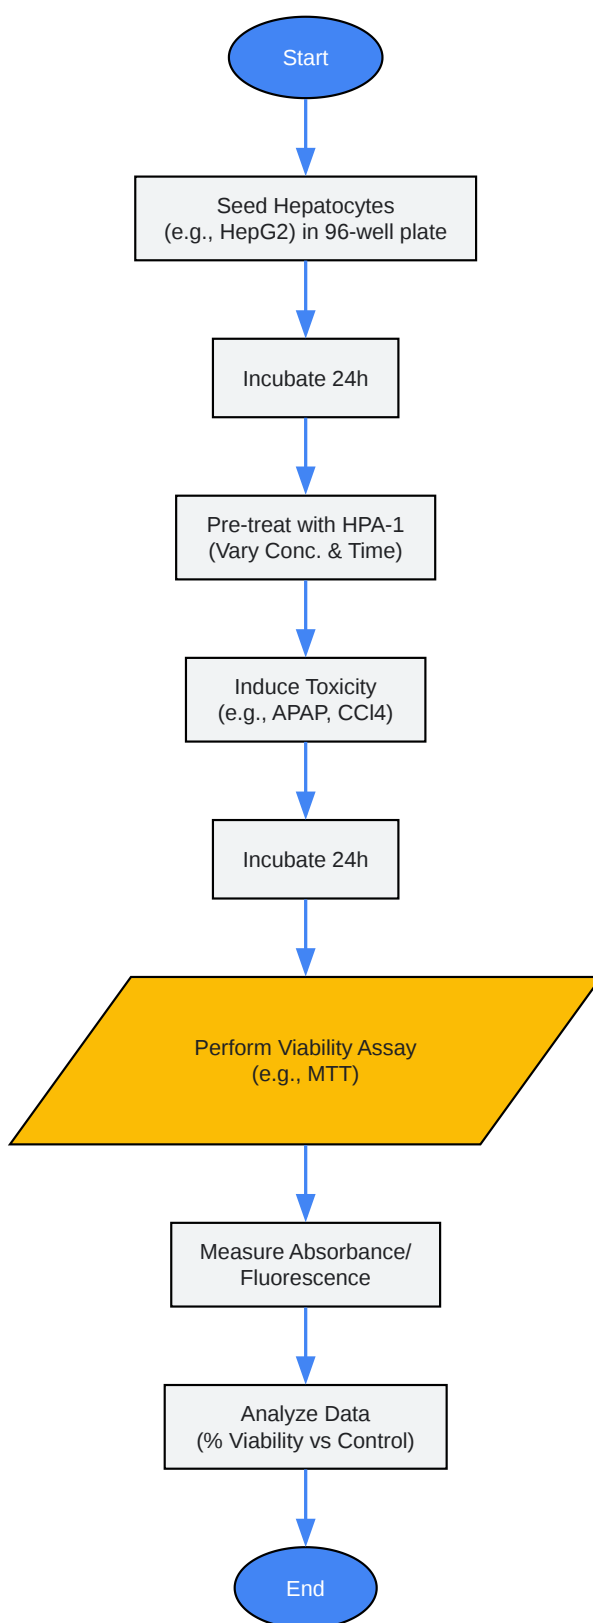 Start
Seed Hepatocytes
(e.g., HepG2) in 96-well plate
Incubate 24h
Pre-treat with HPA-1
(Vary Conc. & Time)
Induce Toxicity
(e.g., APAP, CCl4)
Incubate 24h
Perform Viability Assay
(e.g., MTT)
Measure Absorbance/
Fluorescence
Analyze Data
(% Viability vs Control)
End